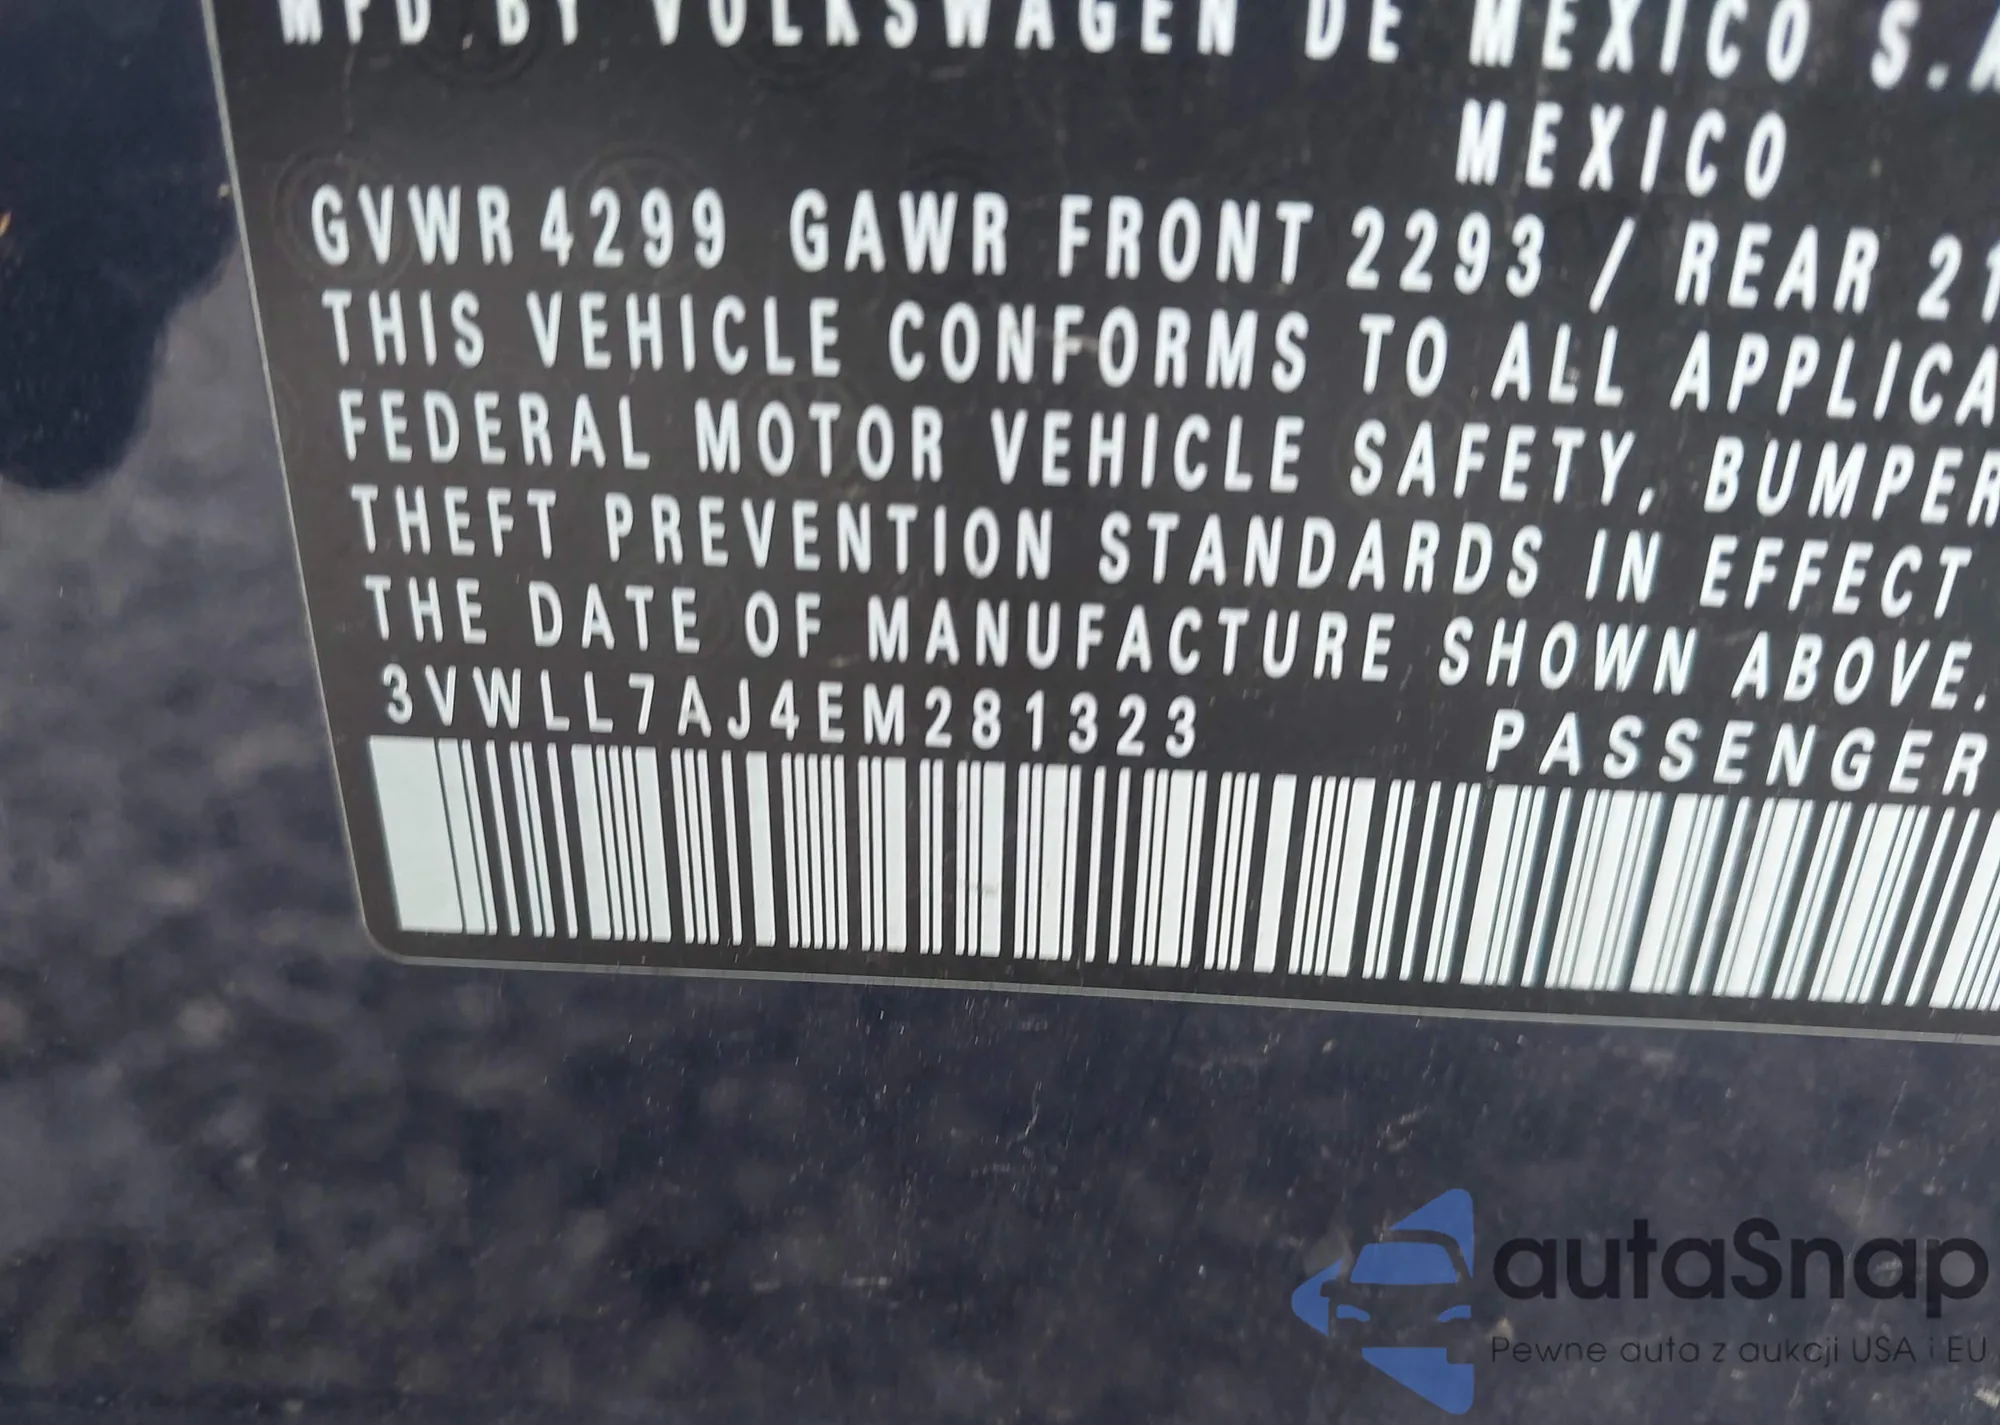 MFD BY VOLKSWAGEN DE MEXICO S.A
MEXICO
GVWR 4299 GAWR FRONT 2293 / REAR 21
THIS VEHICLE CONFORMS TO ALL APPLICA
FEDERAL MOTOR VEHICLE SAFETY, BUMPER
THEFT PREVENTION STANDARDS IN EFFECT
THE DATE OF MANUFACTURE SHOWN ABOVE.
3VWLL7AJ4EM281323 PASSENGER
autaSnap
Pewne auta z aukcji USA i EU